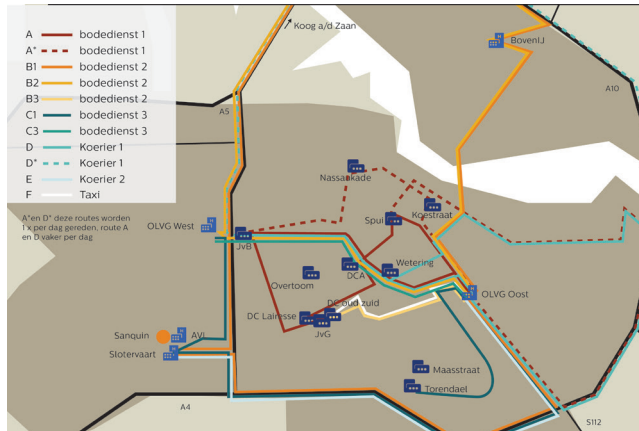 Koog a/d Zaan
BovenIJ
A bodedienst 1
A* bodedienst 1
B1 bodedienst 2
B2 bodedienst 2
B3 bodedienst 2
C1 bodedienst 3
C3 bodedienst 3
D Koerier 1
D* Koerier 1
E Koerier 2
F Taxi
A10
A5
Nassaukade
A*en D* deze routes worden
1 x per dag gereden, route A
en D vaker per dag
OLVG West
Spui
Koestraat
JvB
Wetering
DCA
Overtoom
OLVG Oost
DC oud zuid
DC Lairesse
JvG
Sanquin
AVL
Slotervaart
Maasstraat
Torendael
A4
S112